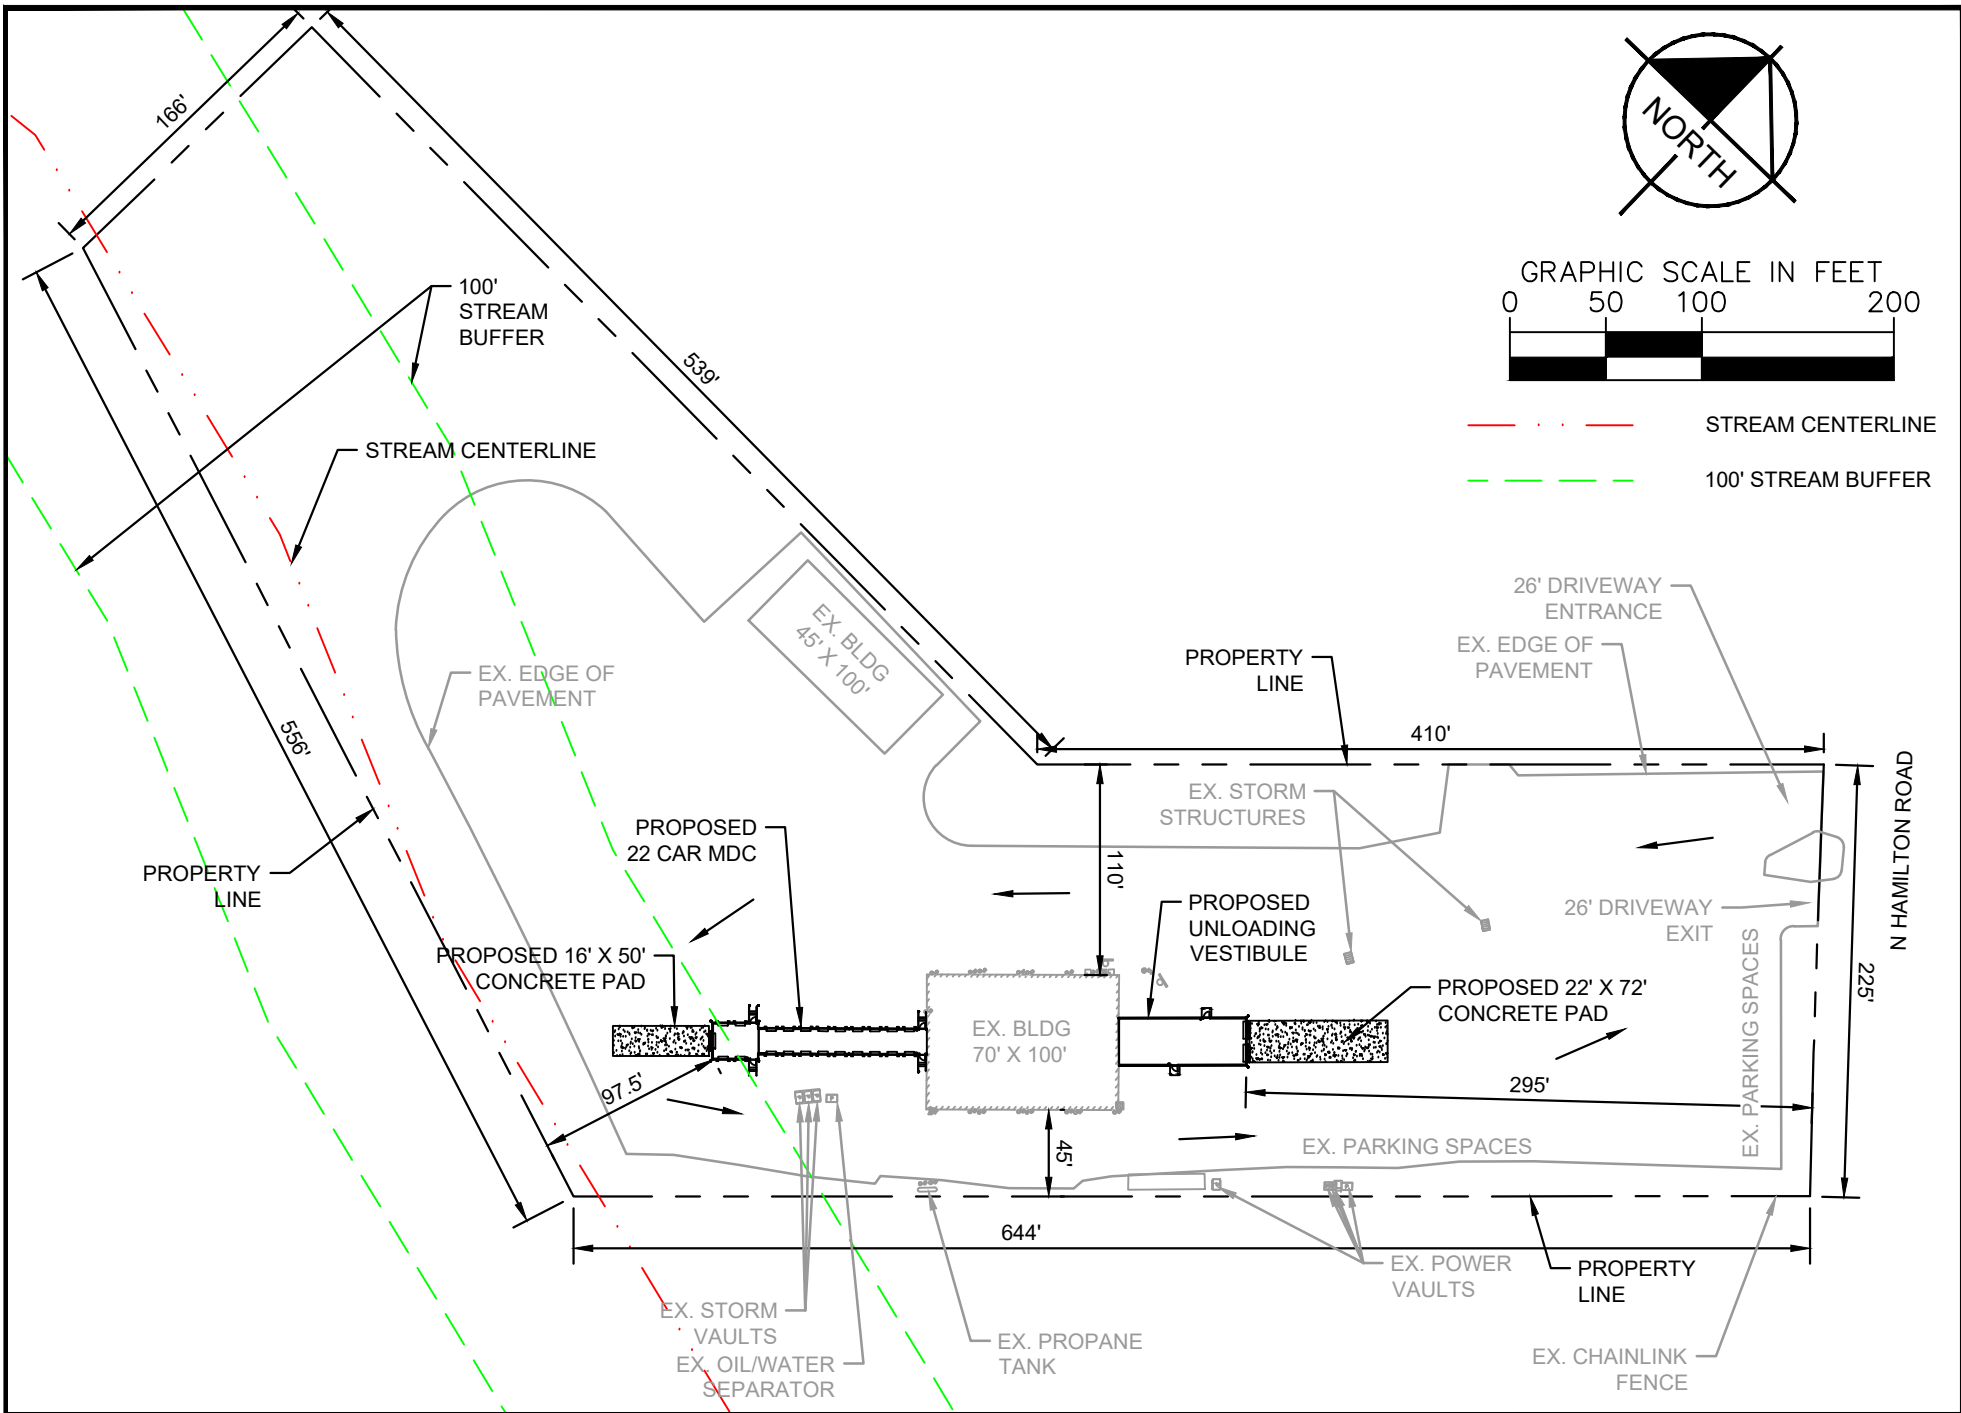 166'
NORTH
GRAPHIC SCALE IN FEET
0 50 100 200
100'
STREAM
BUFFER
539'
STREAM CENTERLINE
STREAM CENTERLINE
100' STREAM BUFFER
26' DRIVEWAY
ENTRANCE
EX. BLDG
45' X 100'
EX. EDGE OF
PAVEMENT
PROPERTY
LINE
EX. EDGE OF
PAVEMENT
556'
410'
N HAMILTON ROAD
EX. STORM
STRUCTURES
PROPOSED
22 CAR MDC
110'
PROPERTY
LINE
PROPOSED
UNLOADING
VESTIBULE
26' DRIVEWAY
EXIT
PROPOSED 16' X 50'
CONCRETE PAD
225'
PROPOSED 22' X 72'
CONCRETE PAD
EX. BLDG
70' X 100'
EX. PARKING SPACES
97.5'
295'
45'
EX. PARKING SPACES
644'
EX. POWER
VAULTS
PROPERTY
LINE
EX. STORM
VAULTS
EX. OIL/WATER
SEPARATOR
EX. PROPANE
TANK
EX. CHAINLINK
FENCE